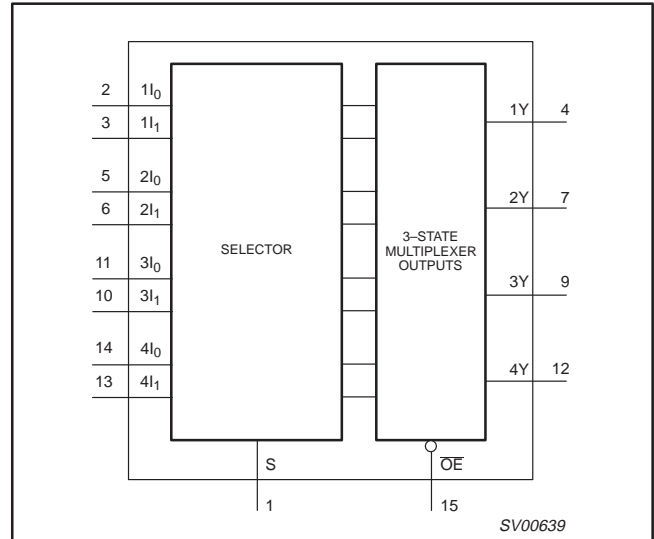 2 1I₀
3 1I₁
5 2I₀
6 2I₁
11 3I₀
10 3I₁
14 4I₀
13 4I₁
SELECTOR
3–STATE
MULTIPLEXER
OUTPUTS
1Y 4
2Y 7
3Y 9
4Y 12
S
O̅E̅
1
15
SV00639